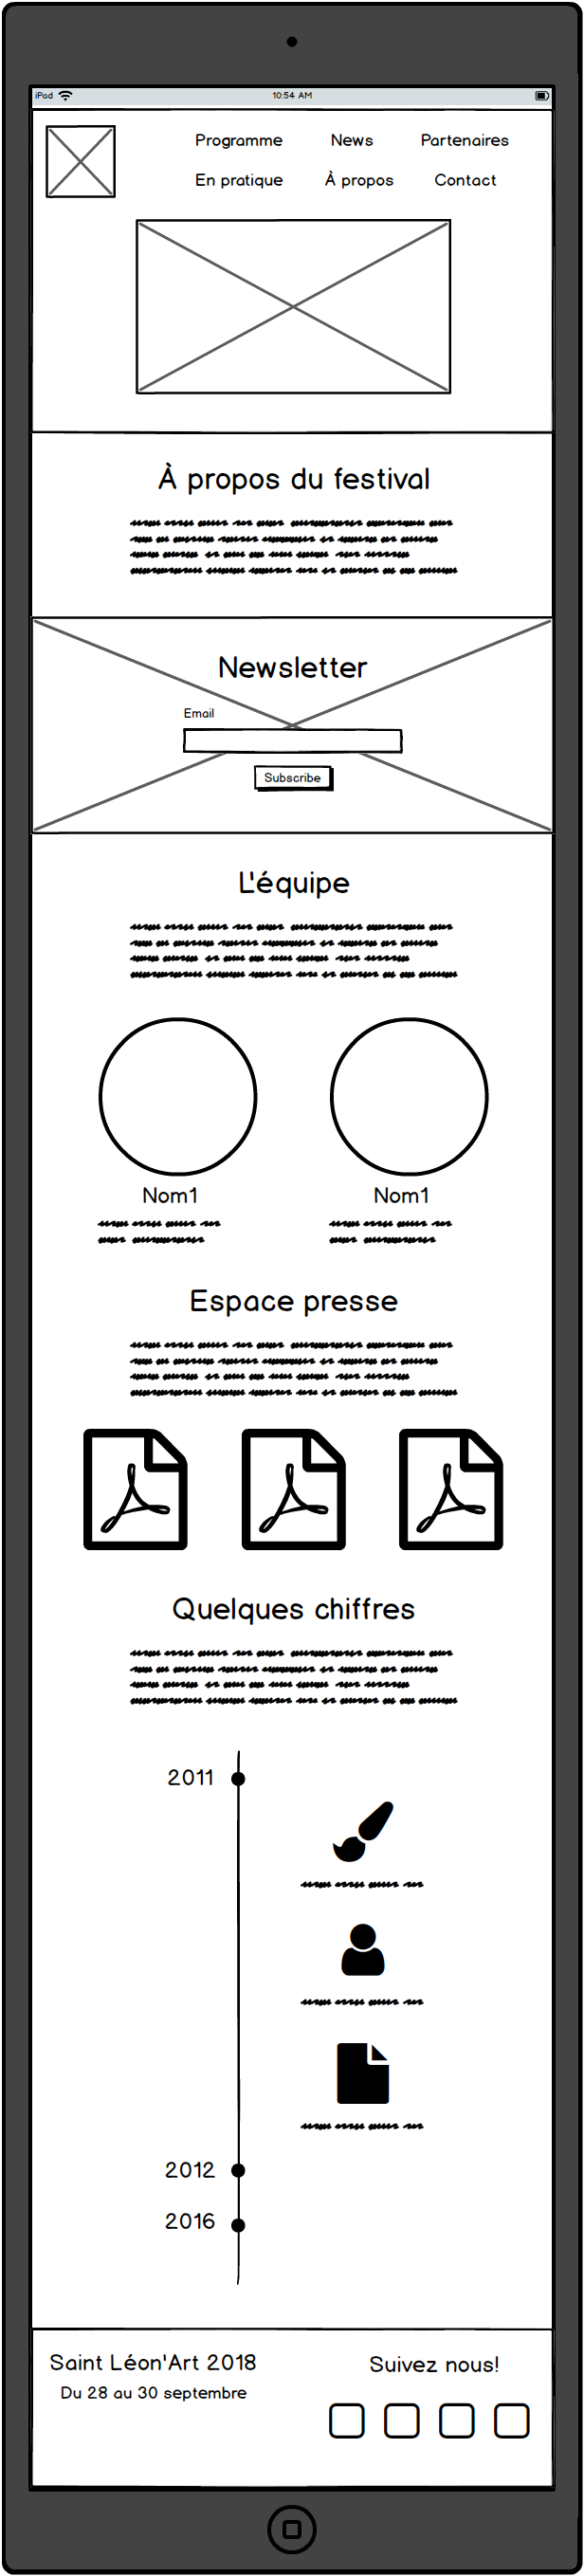 iPad 10:54 AM
Programme News Partenaires
En pratique À propos Contact
À propos du festival
Newsletter
Email
Subscribe
L'équipe
Nom1 Nom1
Espace presse
Quelques chiffres
2011
2012
2016
Saint Léon'Art 2018 Suivez nous!
Du 28 au 30 septembre